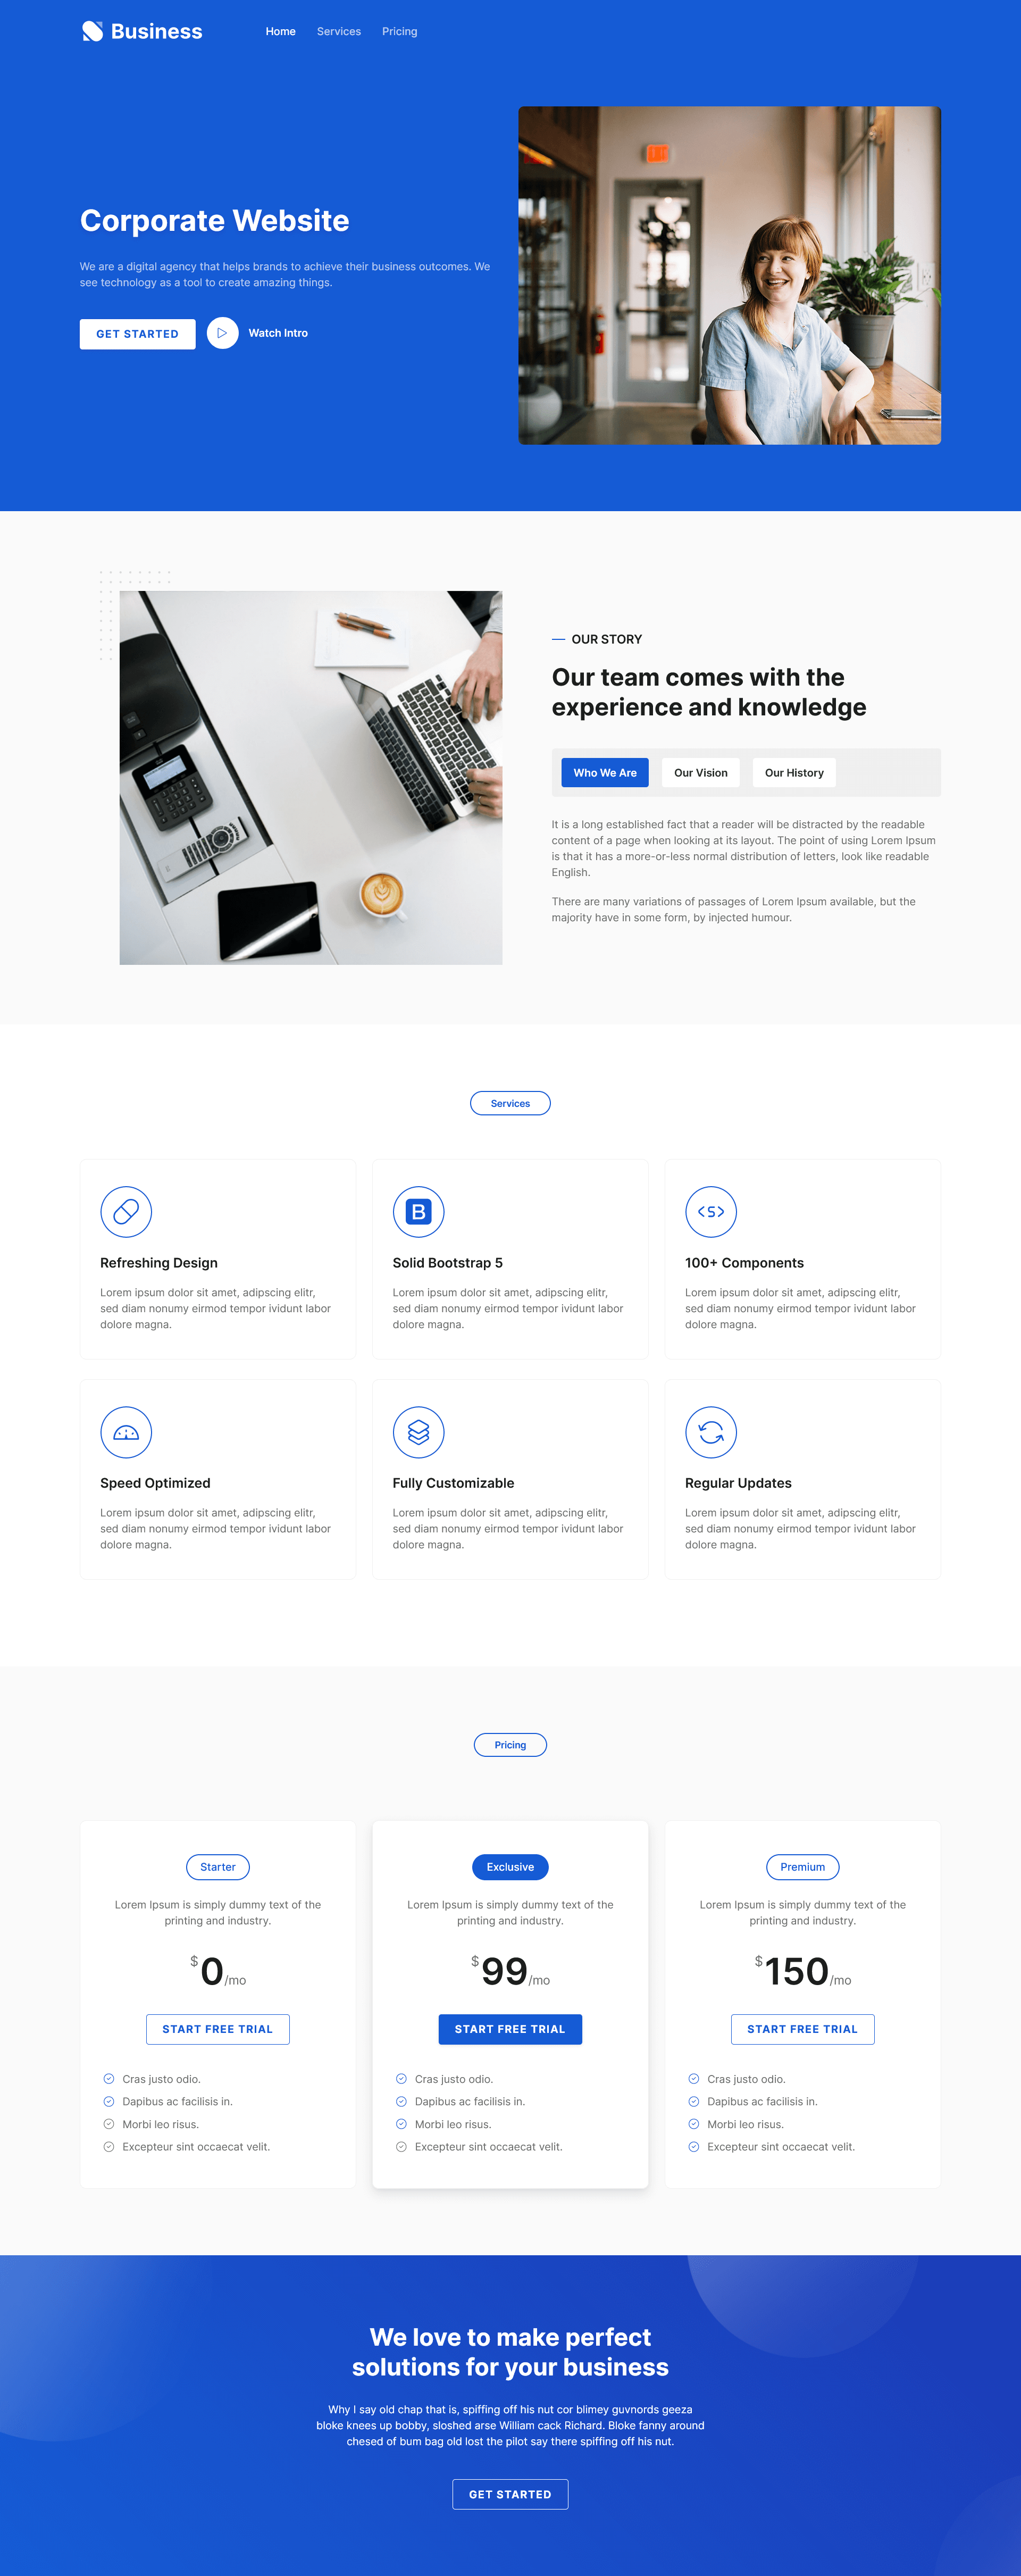 Business
Home
Services
Pricing
Corporate Website
We are a digital agency that helps brands to achieve their business outcomes. We
see technology as a tool to create amazing things.
GET STARTED
Watch Intro
OUR STORY
Our team comes with the
experience and knowledge
Who We Are
Our Vision
Our History
It is a long established fact that a reader will be distracted by the readable
content of a page when looking at its layout. The point of using Lorem Ipsum
is that it has a more-or-less normal distribution of letters, look like readable
English.
There are many variations of passages of Lorem Ipsum available, but the
majority have in some form, by injected humour.
Services
Refreshing Design
Lorem ipsum dolor sit amet, adipscing elitr,
sed diam nonumy eirmod tempor ividunt labor
dolore magna.
B
Solid Bootstrap 5
Lorem ipsum dolor sit amet, adipscing elitr,
sed diam nonumy eirmod tempor ividunt labor
dolore magna.
<5>
100+ Components
Lorem ipsum dolor sit amet, adipscing elitr,
sed diam nonumy eirmod tempor ividunt labor
dolore magna.
Speed Optimized
Lorem ipsum dolor sit amet, adipscing elitr,
sed diam nonumy eirmod tempor ividunt labor
dolore magna.
Fully Customizable
Lorem ipsum dolor sit amet, adipscing elitr,
sed diam nonumy eirmod tempor ividunt labor
dolore magna.
Regular Updates
Lorem ipsum dolor sit amet, adipscing elitr,
sed diam nonumy eirmod tempor ividunt labor
dolore magna.
Pricing
Starter
Lorem Ipsum is simply dummy text of the
printing and industry.
$0/mo
START FREE TRIAL
Cras justo odio.
Dapibus ac facilisis in.
Morbi leo risus.
Excepteur sint occaecat velit.
Exclusive
Lorem Ipsum is simply dummy text of the
printing and industry.
$99/mo
START FREE TRIAL
Cras justo odio.
Dapibus ac facilisis in.
Morbi leo risus.
Excepteur sint occaecat velit.
Premium
Lorem Ipsum is simply dummy text of the
printing and industry.
$150/mo
START FREE TRIAL
Cras justo odio.
Dapibus ac facilisis in.
Morbi leo risus.
Excepteur sint occaecat velit.
We love to make perfect
solutions for your business
Why I say old chap that is, spiffing off his nut cor blimey guvnords geeza
bloke knees up bobby, sloshed arse William cack Richard. Bloke fanny around
chesed of bum bag old lost the pilot say there spiffing off his nut.
GET STARTED